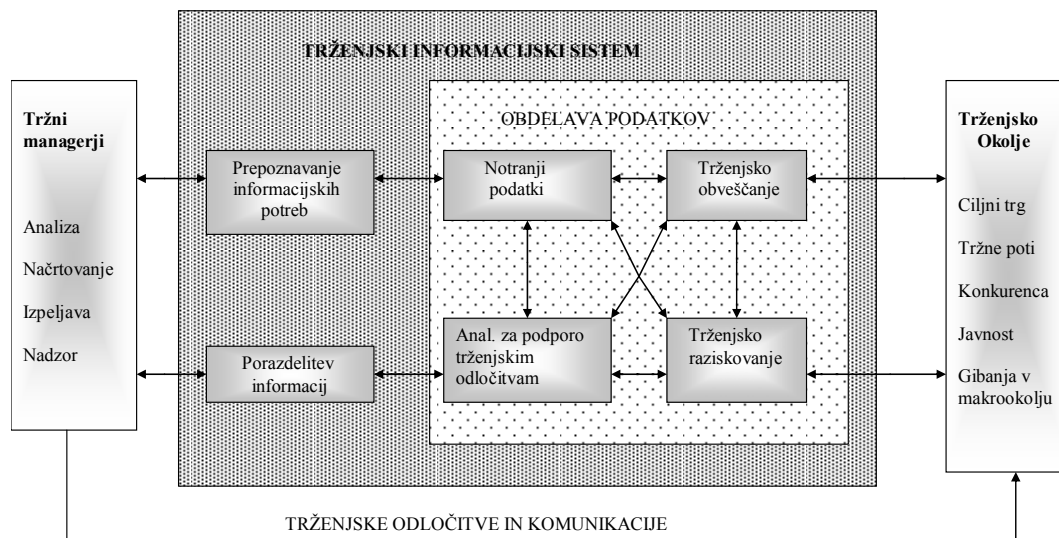 TRŽENJSKI INFORMACIJSKI SISTEM
Tržni
managerji
Analiza
Načrtovanje
Izpeljava
Nadzor
Prepoznavanje
informacijskih
potreb
Porazdelitev
informacij
OBDELAVA PODATKOV
Notranji
podatki
Trženjsko
obveščanje
Anal. za podporo
trženjskim
odločitvam
Trženjsko
raziskovanje
Trženjsko
Okolje
Ciljni trg
Tržne poti
Konkurenca
Javnost
Gibanja v
makrookolju
TRŽENJSKE ODLOČITVE IN KOMUNIKACIJE